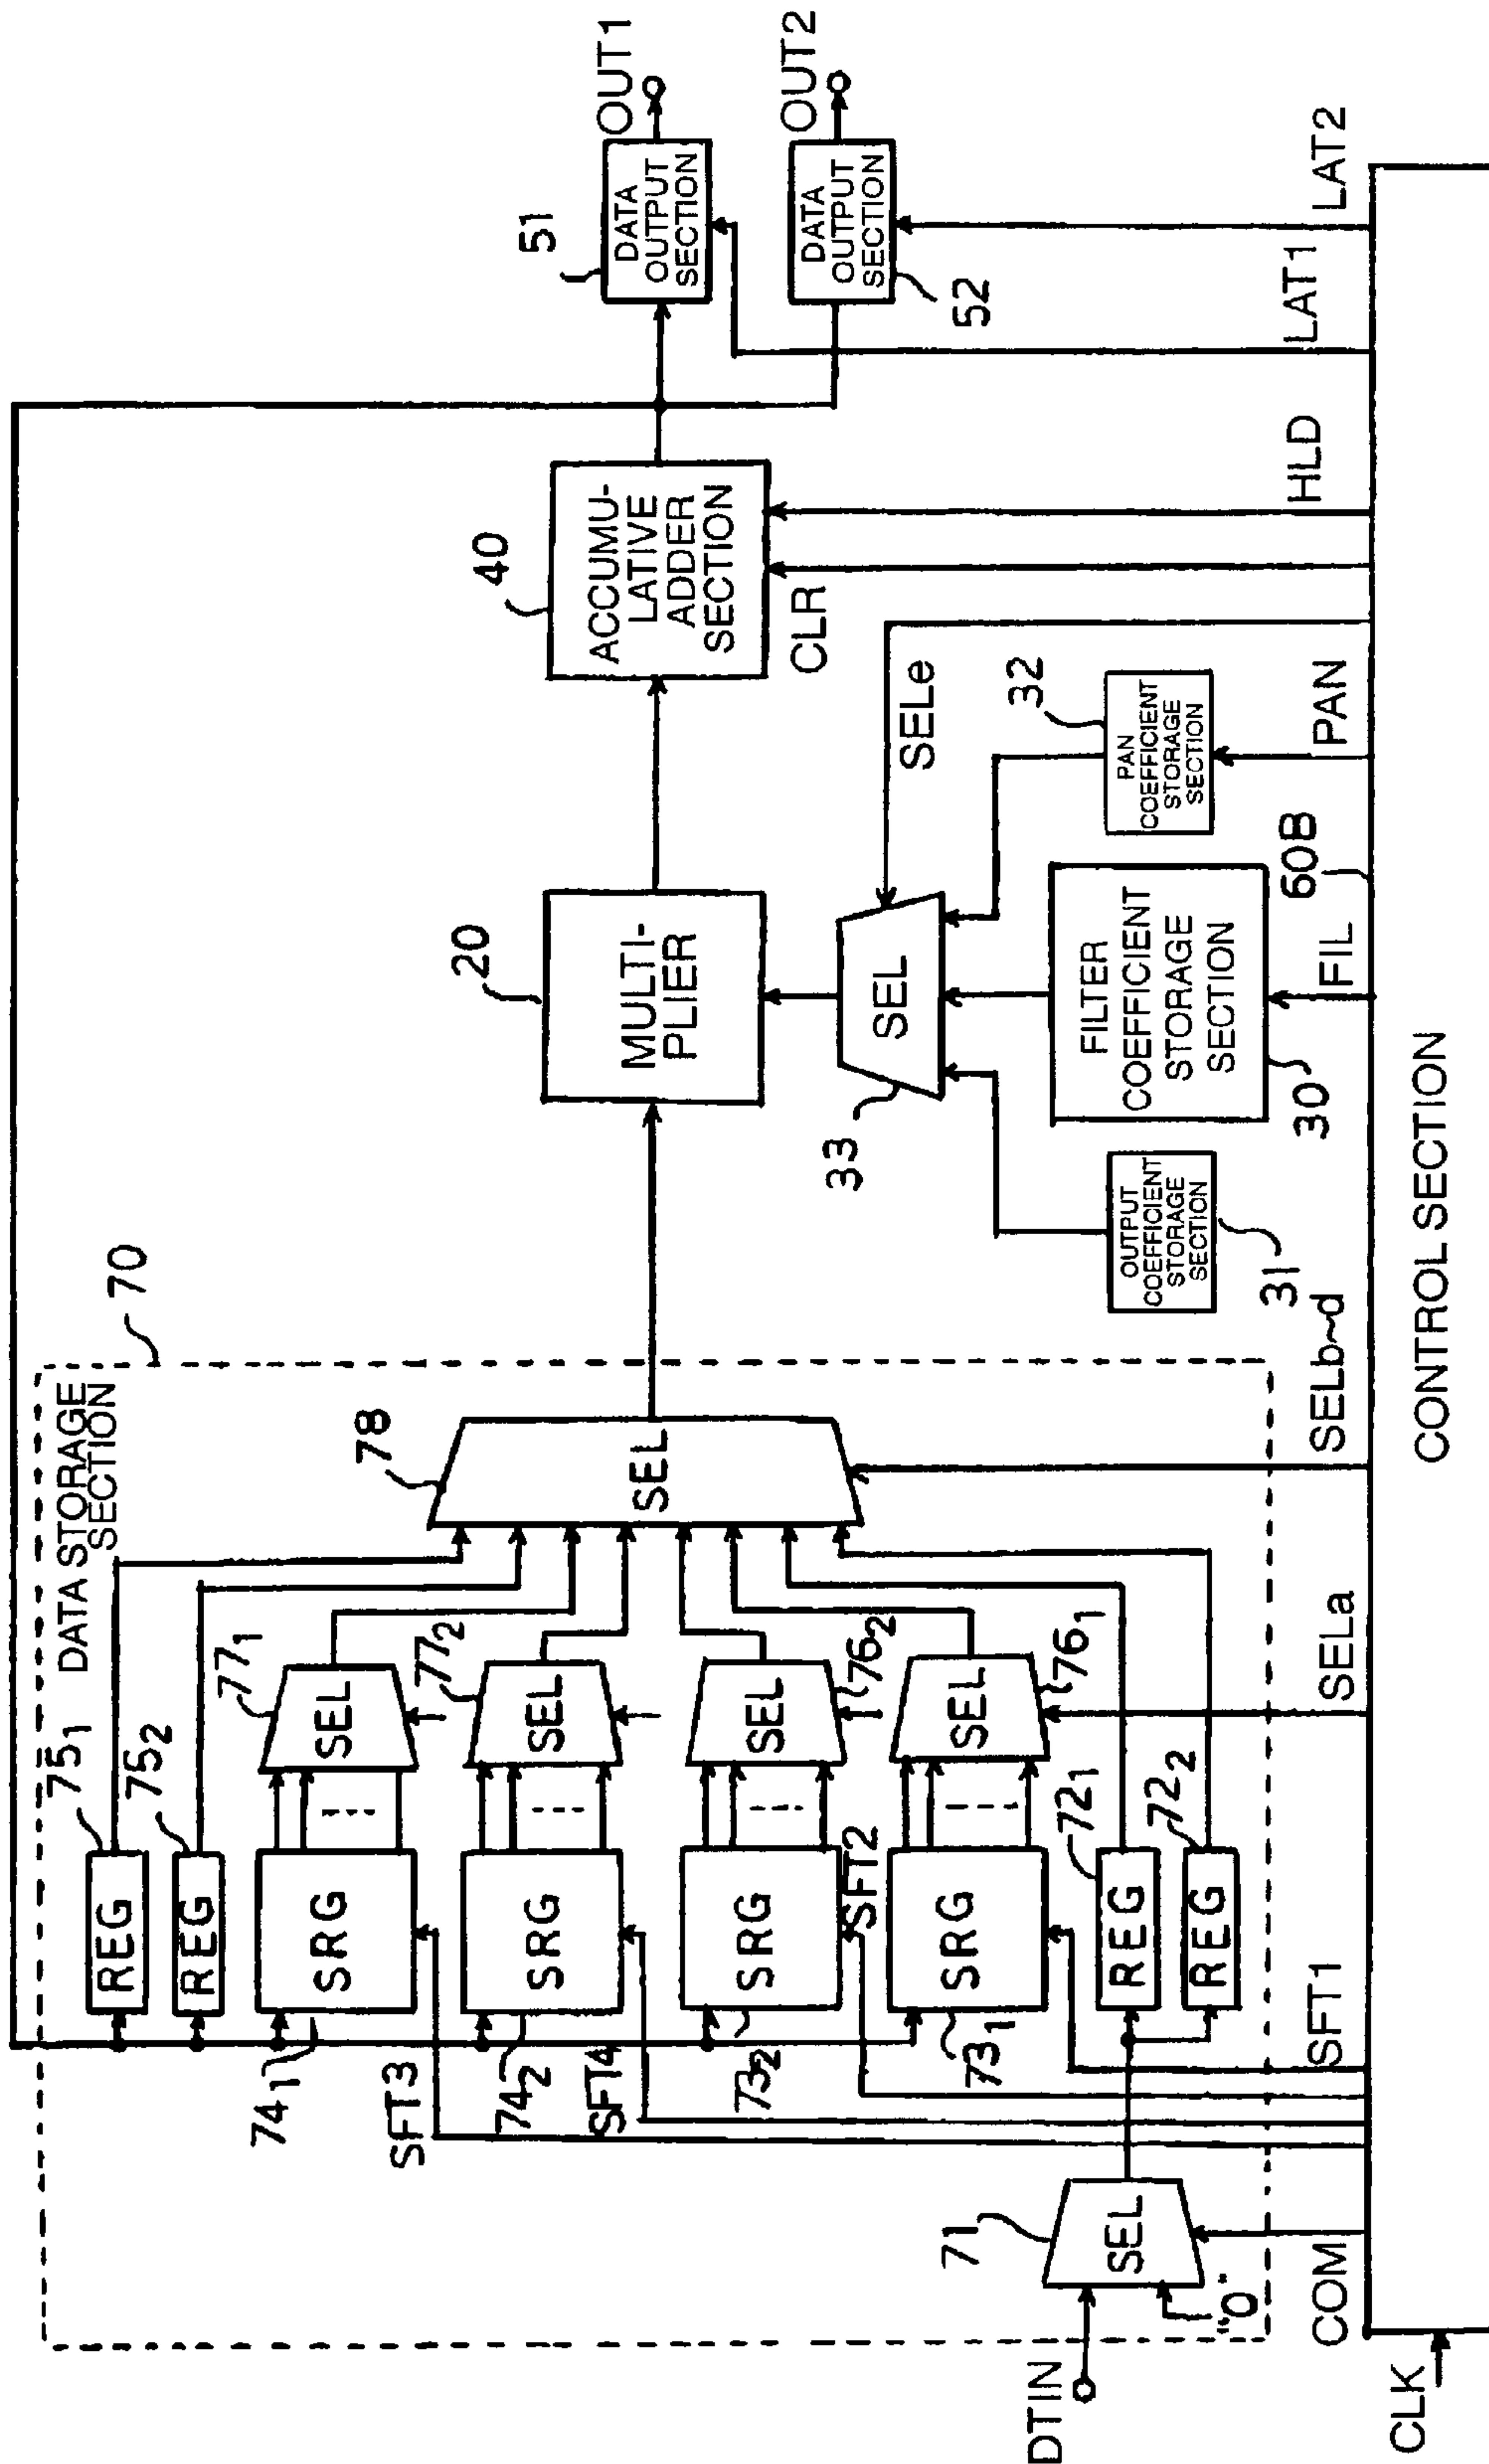 70
DATA STORAGE
SECTION
75₁
REG
75₂
REG
77₁
SRG
SEL
74₁
SFT3
77₂
SRG
SEL
74₂
SFT4
78
SEL
SRG
SEL
76₂
73₂
SFT2
SRG
SEL
76₁
73₁
72₁
REG
72₂
REG
71
SEL
"0"
DTIN
20
MULTI-
PLIER
40
ACCUMU-
LATIVE
ADDER
SECTION
CLR
51
DATA
OUTPUT
SECTION
OUT1
DATA
OUTPUT
SECTION
OUT2
52
33
SEL
SELe
OUTPUT
COEFFICIENT
STORAGE
SECTION
31
FILTER
COEFFICIENT
STORAGE
SECTION
30
32
PAN
COEFFICIENT
STORAGE
SECTION
COM
SFT1
SELa
SELb~d
FIL
60B
PAN
HLD
LAT1
LAT2
CLK
CONTROL SECTION